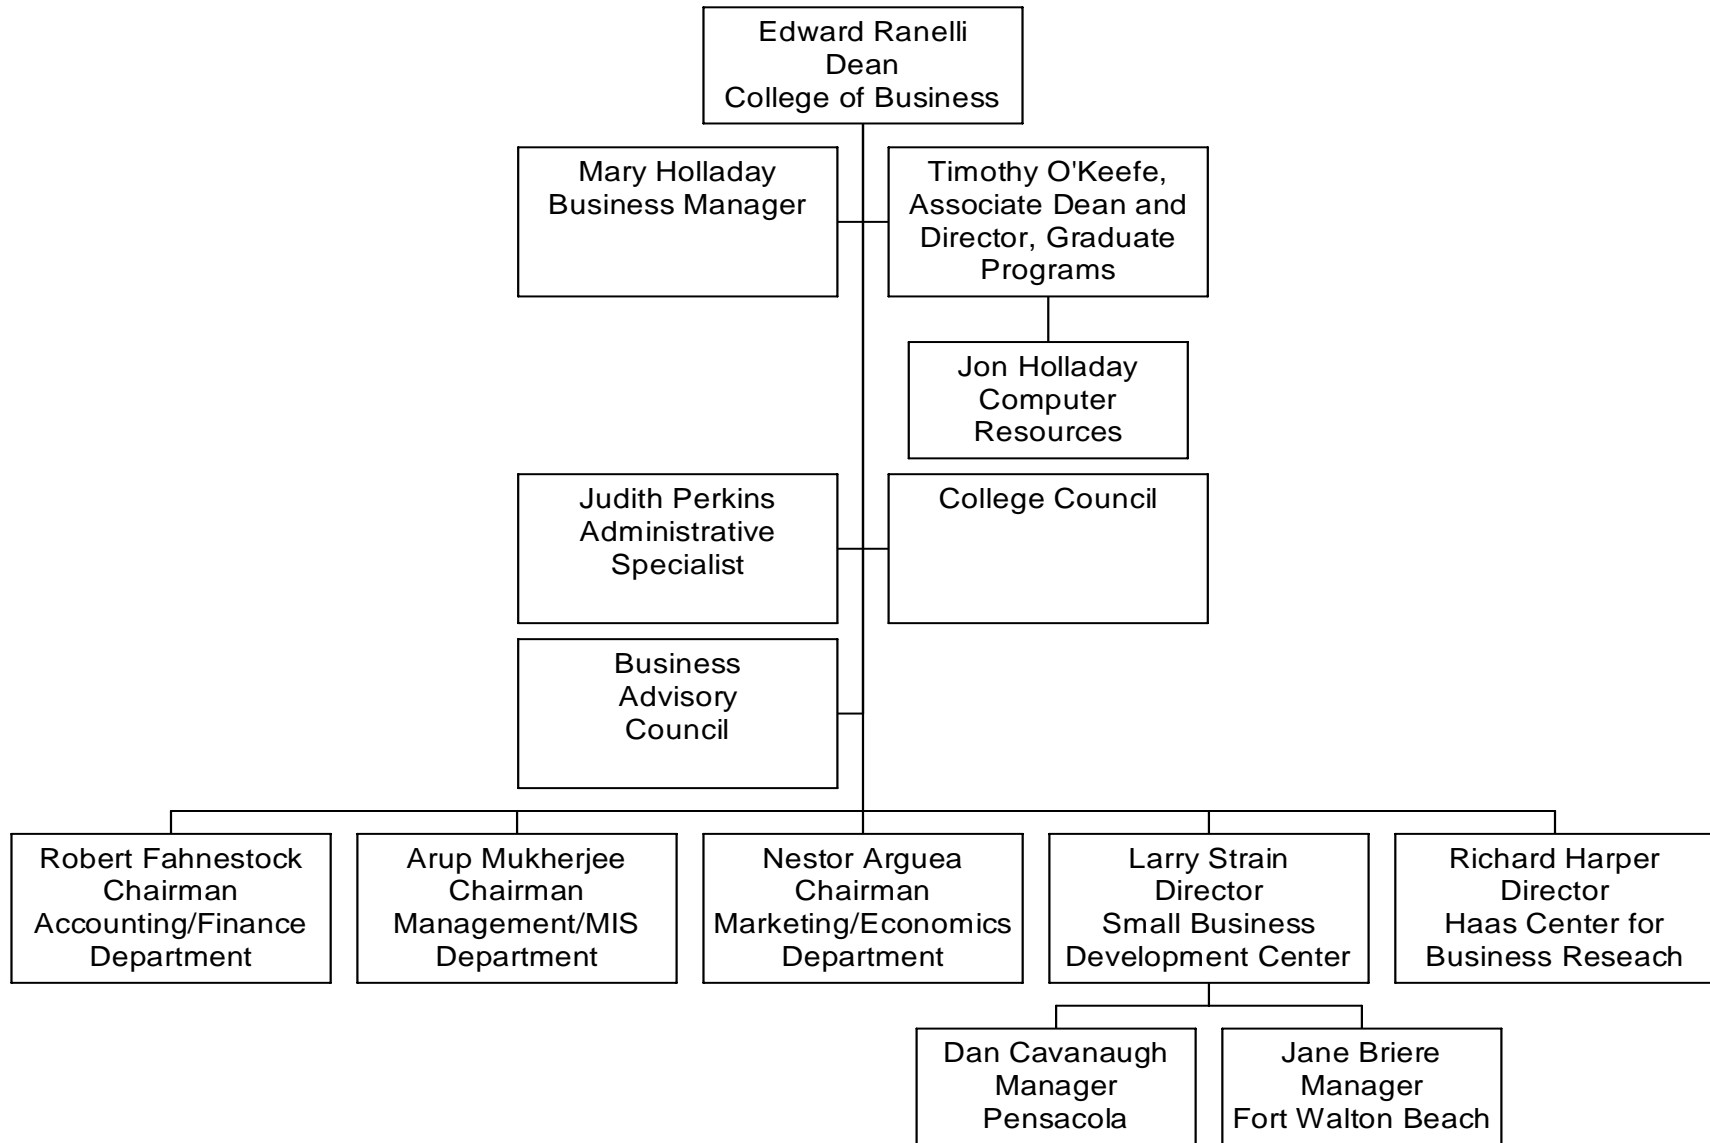 Edward Ranelli
Dean
College of Business
Mary Holladay
Business Manager
Timothy O'Keefe,
Associate Dean and
Director, Graduate
Programs
Jon Holladay
Computer
Resources
Judith Perkins
Administrative
Specialist
College Council
Business
Advisory
Council
Robert Fahnestock
Chairman
Accounting/Finance
Department
Arup Mukherjee
Chairman
Management/MIS
Department
Nestor Arguea
Chairman
Marketing/Economics
Department
Larry Strain
Director
Small Business
Development Center
Richard Harper
Director
Haas Center for
Business Reseach
Dan Cavanaugh
Manager
Pensacola
Jane Briere
Manager
Fort Walton Beach